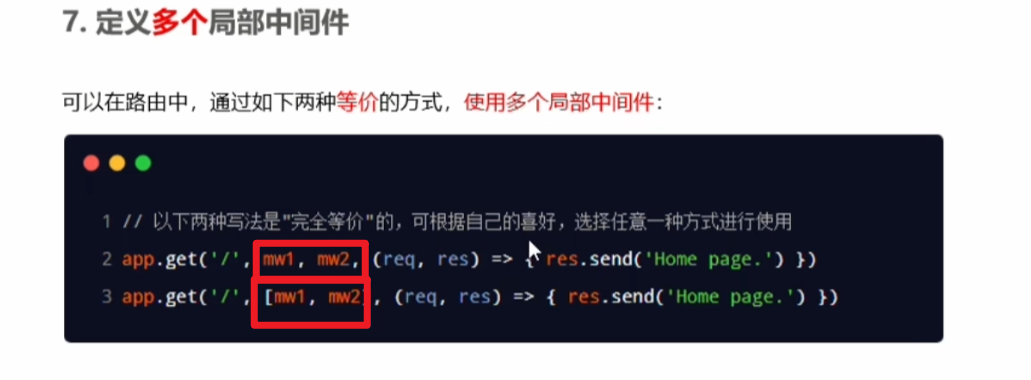 7. 定义多个局部中间件
可以在路由中，通过如下两种等价的方式，使用多个局部中间件：
1 // 以下两种写法是"完全等价"的，可根据自己的喜好，选择任意一种方式进行使用
2 app.get('/', mw1, mw2, (req, res) => { res.send('Home page.') })
3 app.get('/', [mw1, mw2], (req, res) => { res.send('Home page.') })